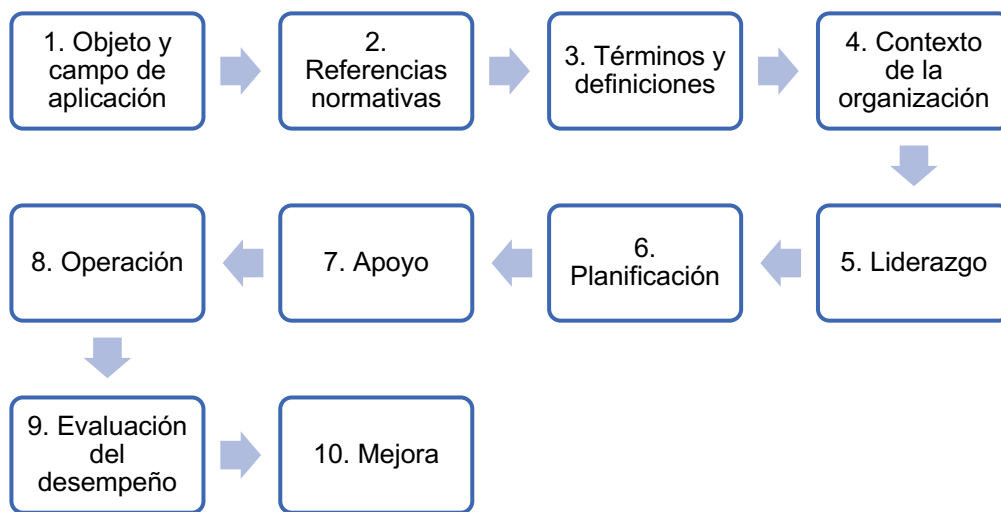 1. Objeto y
campo de
aplicación
2.
Referencias
normativas
3. Términos y
definiciones
4. Contexto
de la
organización
5. Liderazgo
6.
Planificación
7. Apoyo
8. Operación
9. Evaluación
del
desempeño
10. Mejora